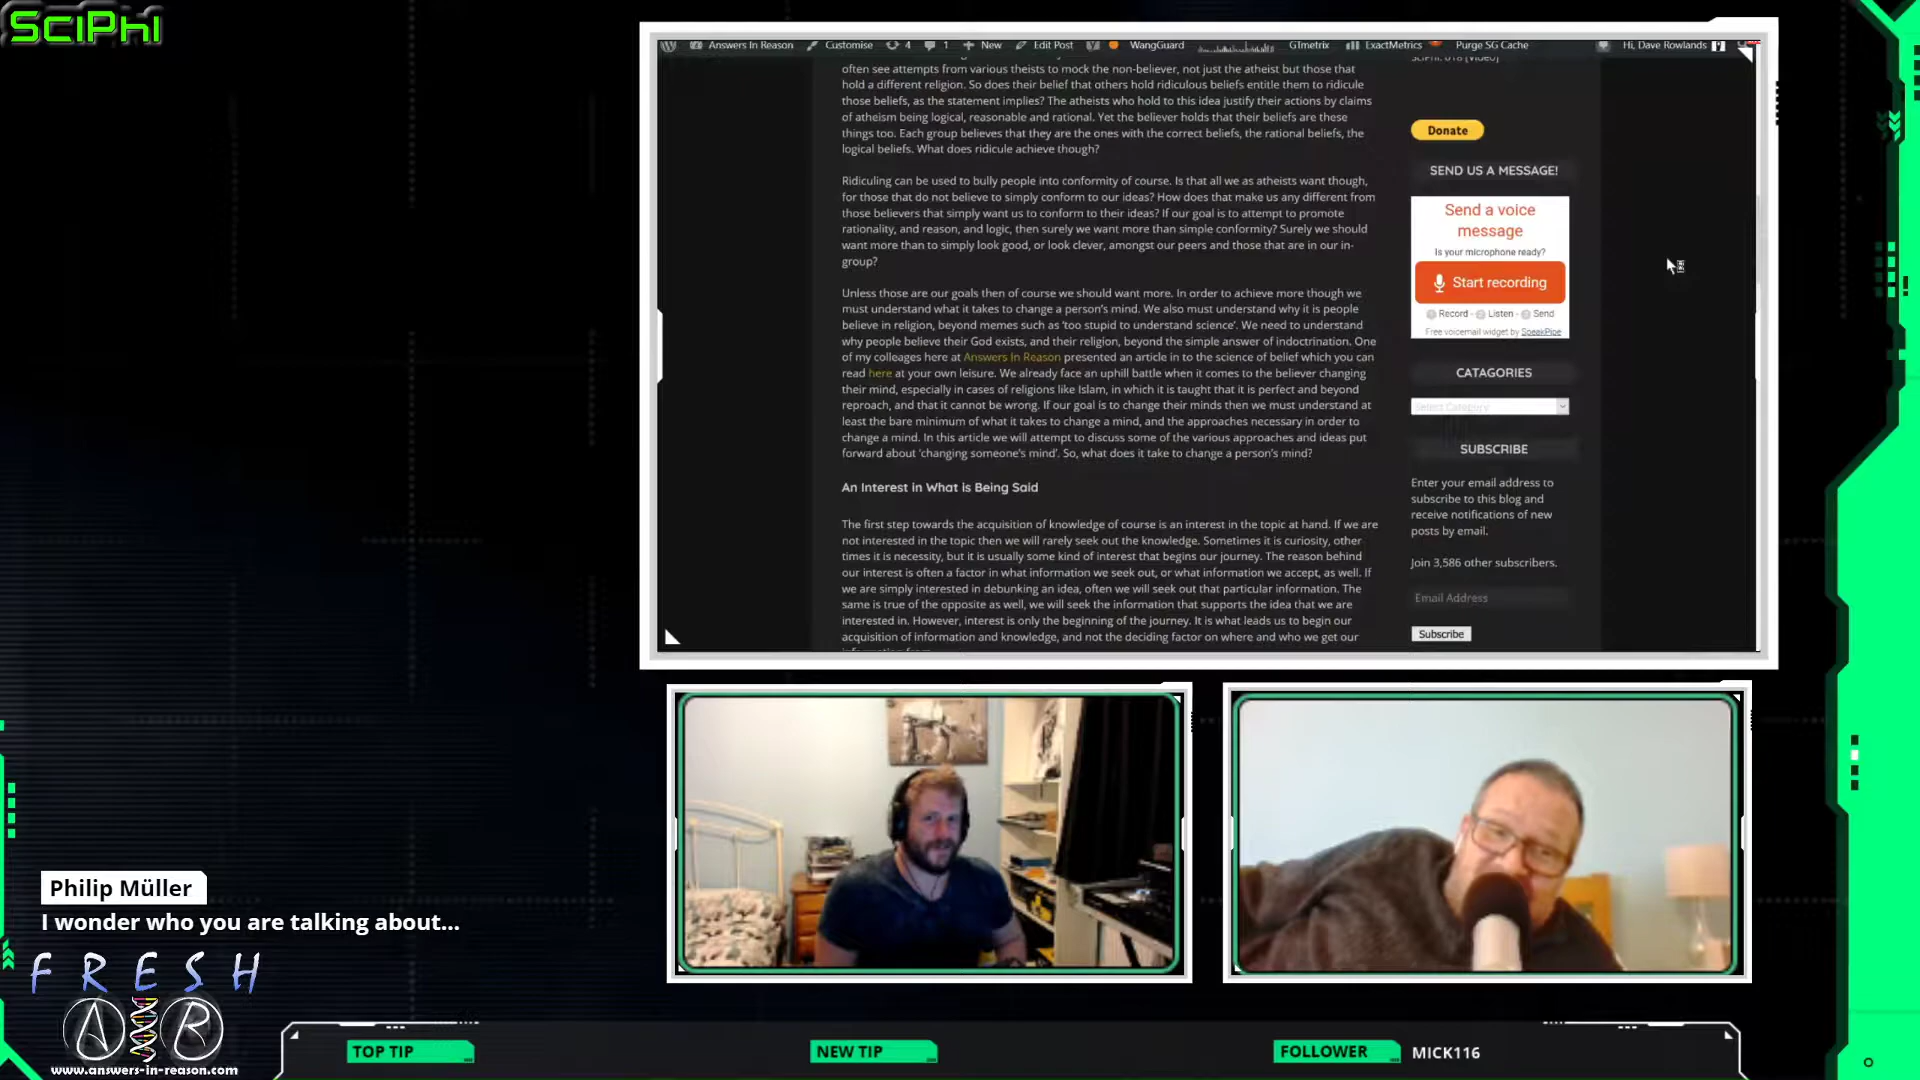 SciPhi
Answers In Reason
Customise
4
1
New
Edit Post
WangGuard
GTmetrix
ExactMetrics
Purge SG Cache
Hi, Dave Rowlands
often see attempts from various theists to mock the non-believer, not just the atheist but those that
hold a different religion. So does their belief that others hold ridiculous beliefs entitle them to ridicule
those beliefs, as the statement implies? The atheists who hold to this idea justify their actions by claims
of atheism being logical, reasonable and rational. Yet the believer holds that their beliefs are these
things too. Each group believes that they are the ones with the correct beliefs, the rational beliefs, the
logical beliefs. What does ridicule achieve though?
Ridiculing can be used to bully people into conformity of course. Is that all we as atheists want though,
for those that do not believe to simply conform to our ideas? How does that make us any different from
those believers that simply want us to conform to their ideas? If our goal is to attempt to promote
rationality, and reason, and logic, then surely we want more than simple conformity? Surely we should
want more than to simply look good, or look clever, amongst our peers and those that are in our in-
group?
Unless those are our goals then of course we should want more. In order to achieve more though we
must understand what it takes to change a person's mind. We also must understand why it is people
believe in religion, beyond memes such as 'too stupid to understand science'. We need to understand
why people believe their God exists, and their religion, beyond the simple answer of indoctrination. One
of my colleages here at Answers In Reason presented an article in to the science of belief which you can
read here at your own leisure. We already face an uphill battle when it comes to the believer changing
their mind, especially in cases of religions like Islam, in which it is taught that it is perfect and beyond
reproach, and that it cannot be wrong. If our goal is to change their minds then we must understand at
least the bare minimum of what it takes to change a mind, and the approaches necessary in order to
change a mind. In this article we will attempt to discuss some of the various approaches and ideas put
forward about 'changing someone's mind'. So, what does it take to change a person's mind?
An Interest in What is Being Said
The first step towards the acquisition of knowledge of course is an interest in the topic at hand. If we are
not interested in the topic then we will rarely seek out the knowledge. Sometimes it is curiosity, other
times it is necessity, but it is usually some kind of interest that begins our journey. The reason behind
our interest is often a factor in what information we seek out, or what information we accept, as well. If
we are simply interested in debunking an idea, often we will seek out that particular information. The
same is true of the opposite as well, we will seek the information that supports the idea that we are
interested in. However, interest is only the beginning of the journey. It is what leads us to begin our
acquisition of information and knowledge, and not the deciding factor on where and who we get our
SciPhi: 018 [Video]
Donate
SEND US A MESSAGE!
Send a voice
message
Is your microphone ready?
Start recording
Record - Listen - Send
Free voicemail widget by SpeakPipe
CATAGORIES
Select Category
SUBSCRIBE
Enter your email address to
subscribe to this blog and
receive notifications of new
posts by email.
Join 3,586 other subscribers.
Email Address
Subscribe
Philip Müller
I wonder who you are talking about...
FRESH
A R
www.answers-in-reason.com
TOP TIP
NEW TIP
FOLLOWER
MICK116